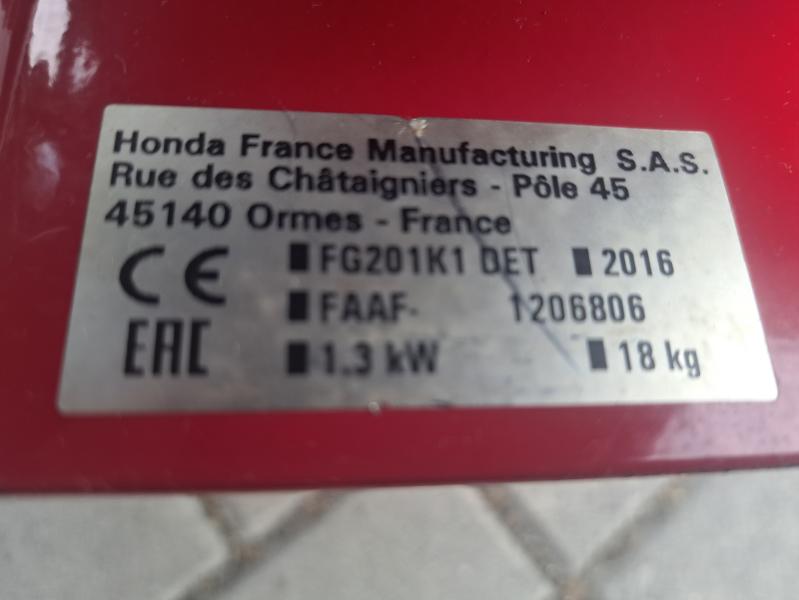 Honda France Manufacturing S.A.S.
Rue des Châtaigniers - Pôle 45
45140 Ormes - France
CE ■ FG201K1 DET ■ 2016
■ FAAF- 1206806
EAC ■ 1.3 kW ■ 18 kg